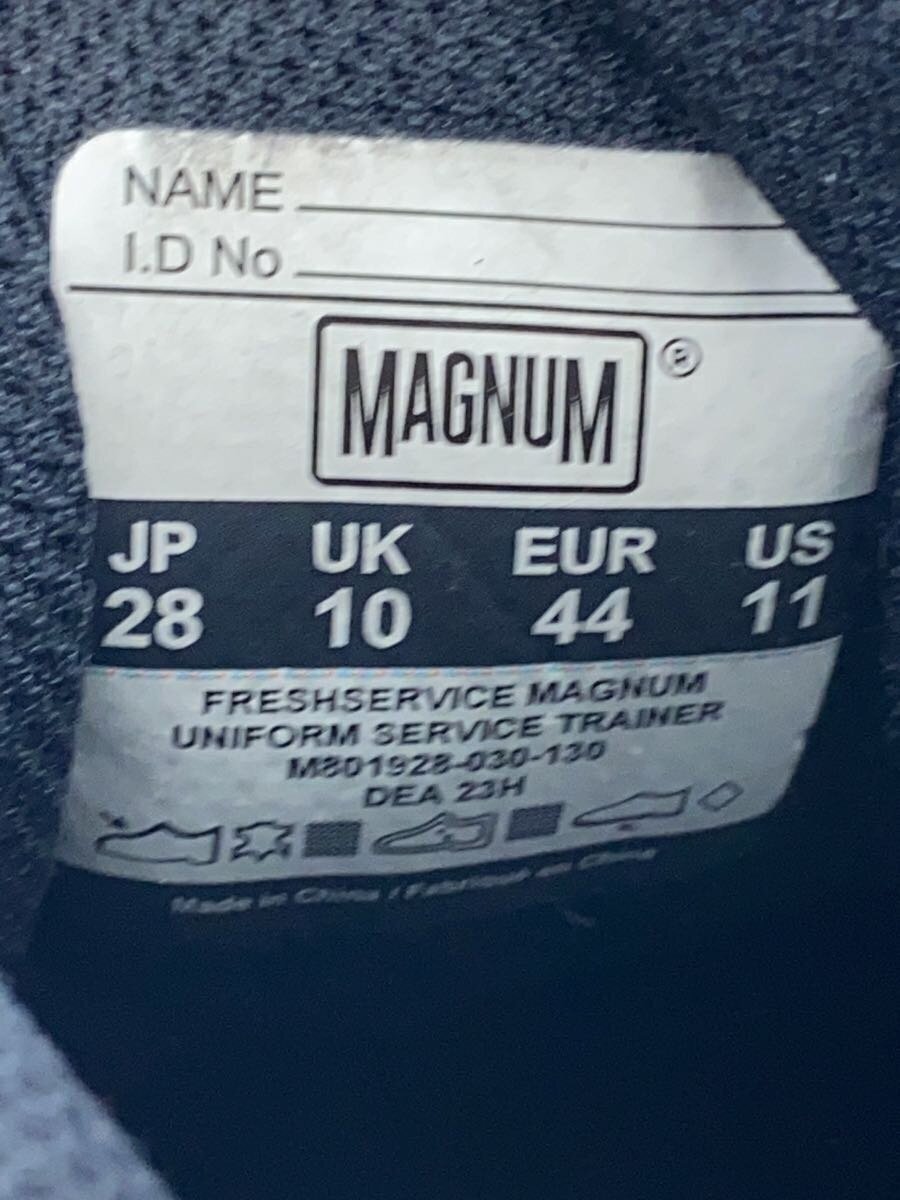 NAME
I.D No
MAGNUM ®
JP UK EUR US
28 10 44 11
FRESHSERVICE MAGNUM
UNIFORM SERVICE TRAINER
M801928-030-130
DEA 23H
Made in China / Fabriqué en Chine